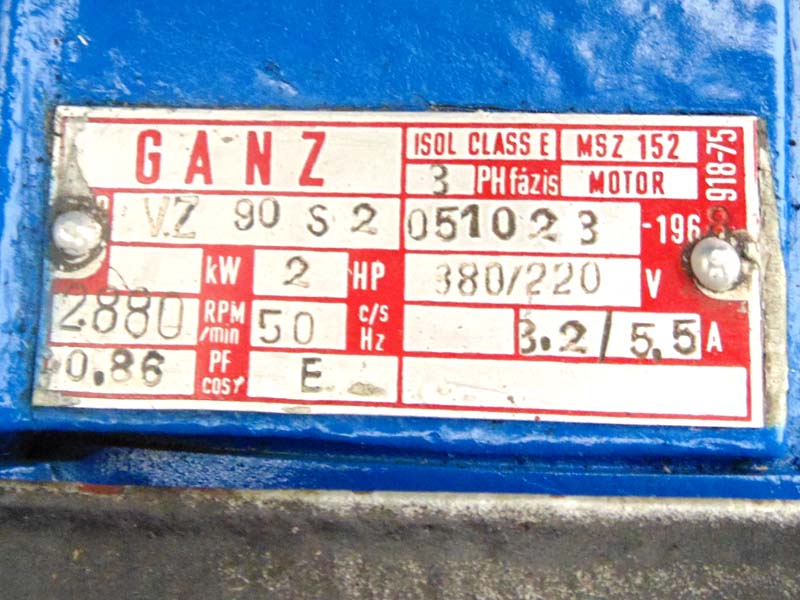 GANZ ISOL CLASS E MSZ 152
3 PH fázis MOTOR
918-75
V.Z 90 S 2 051023 -196
kW 2 HP 380/220 V
2880 RPM /min 50 c/s Hz 3.2/5.5 A
0.86 PF cosφ E